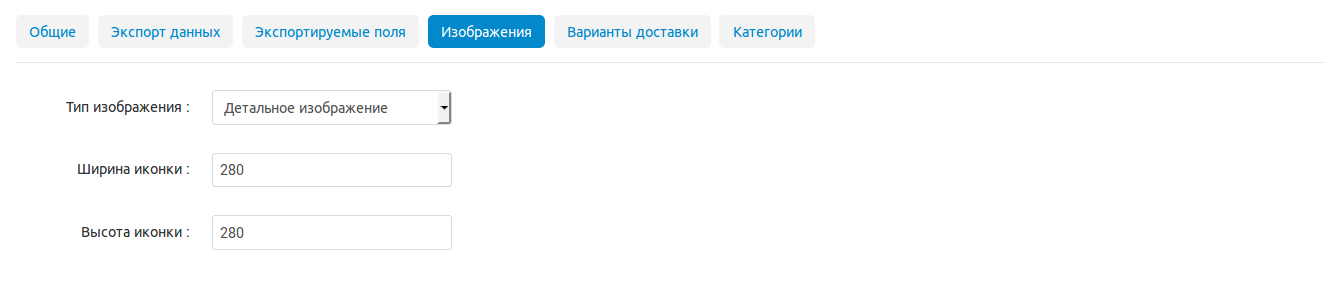 Общие Экспорт данных Экспортируемые поля Изображения Варианты доставки Категории
Тип изображения : Детальное изображение
Ширина иконки : 280
Высота иконки : 280